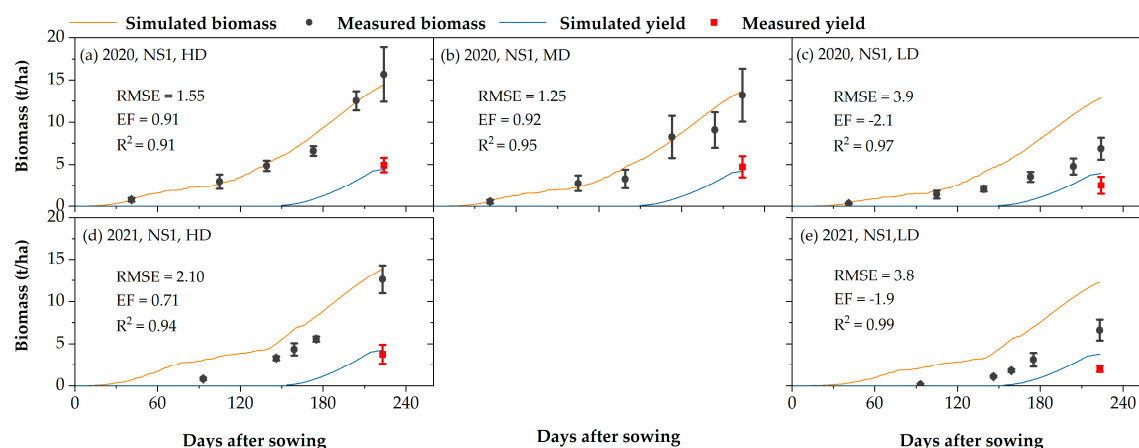 Simulated biomass Measured biomass Simulated yield Measured yield
20
15
10
5
0
Biomass (t/ha)
(a) 2020, NS1, HD
RMSE = 1.55
EF = 0.91
R² = 0.91
(b) 2020, NS1, MD
RMSE = 1.25
EF = 0.92
R² = 0.95
(c) 2020, NS1, LD
RMSE = 3.9
EF = -2.1
R² = 0.97
20
15
10
5
0
Biomass (t/ha)
(d) 2021, NS1, HD
RMSE = 2.10
EF = 0.71
R² = 0.94
(e) 2021, NS1,LD
RMSE = 3.8
EF = -1.9
R² = 0.99
0 60 120 180 240
0 60 120 180 240
Days after sowing
Days after sowing